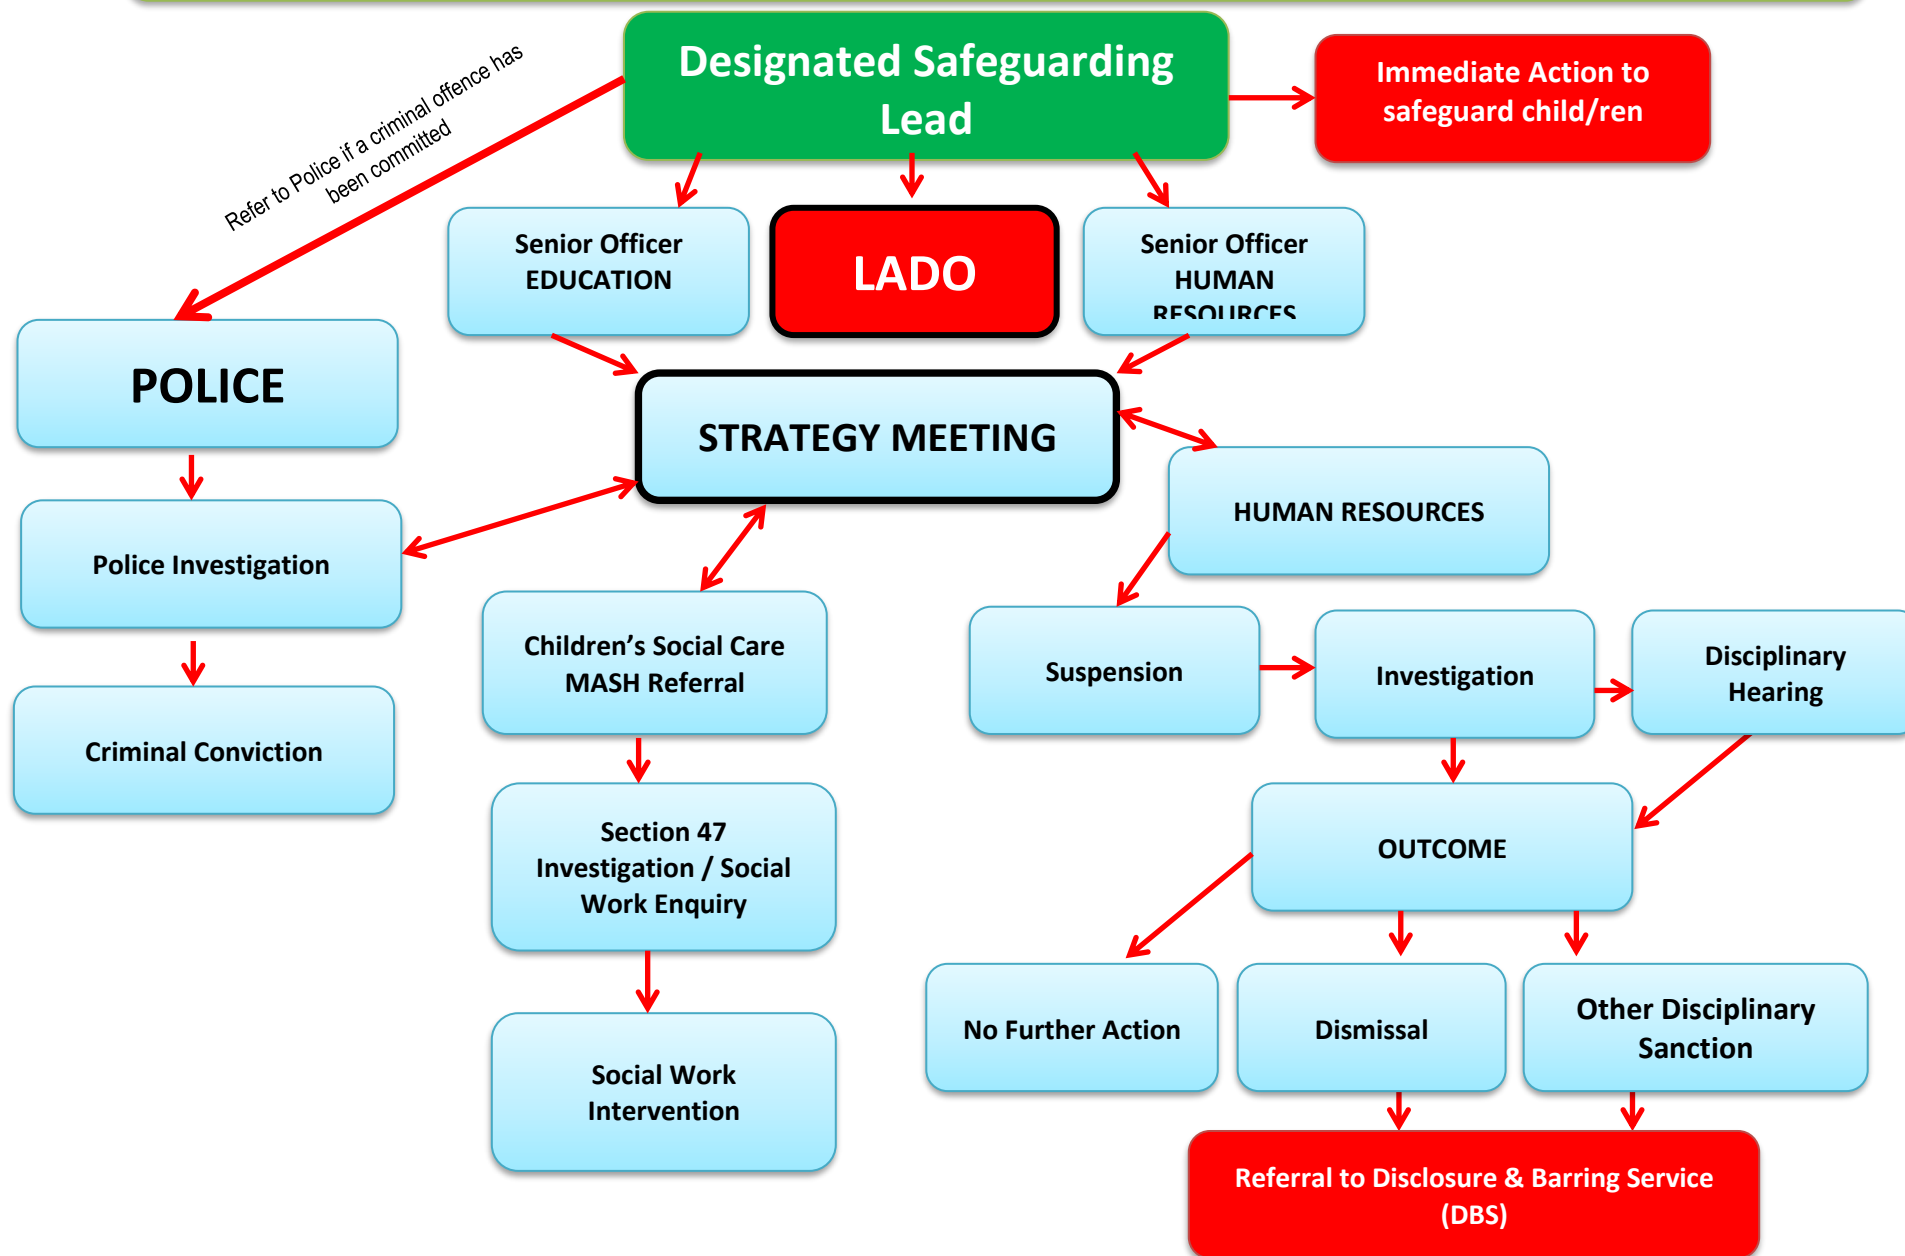 Designated Safeguarding
Lead
Immediate Action to
safeguard child/ren
Refer to Police if a criminal offence has
been committed
Senior Officer
EDUCATION
LADO
Senior Officer
HUMAN
RESOURCES
POLICE
STRATEGY MEETING
HUMAN RESOURCES
Police Investigation
Children’s Social Care
MASH Referral
Suspension
Investigation
Disciplinary
Hearing
Criminal Conviction
Section 47
Investigation / Social
Work Enquiry
OUTCOME
No Further Action
Dismissal
Other Disciplinary
Sanction
Social Work
Intervention
Referral to Disclosure & Barring Service
(DBS)